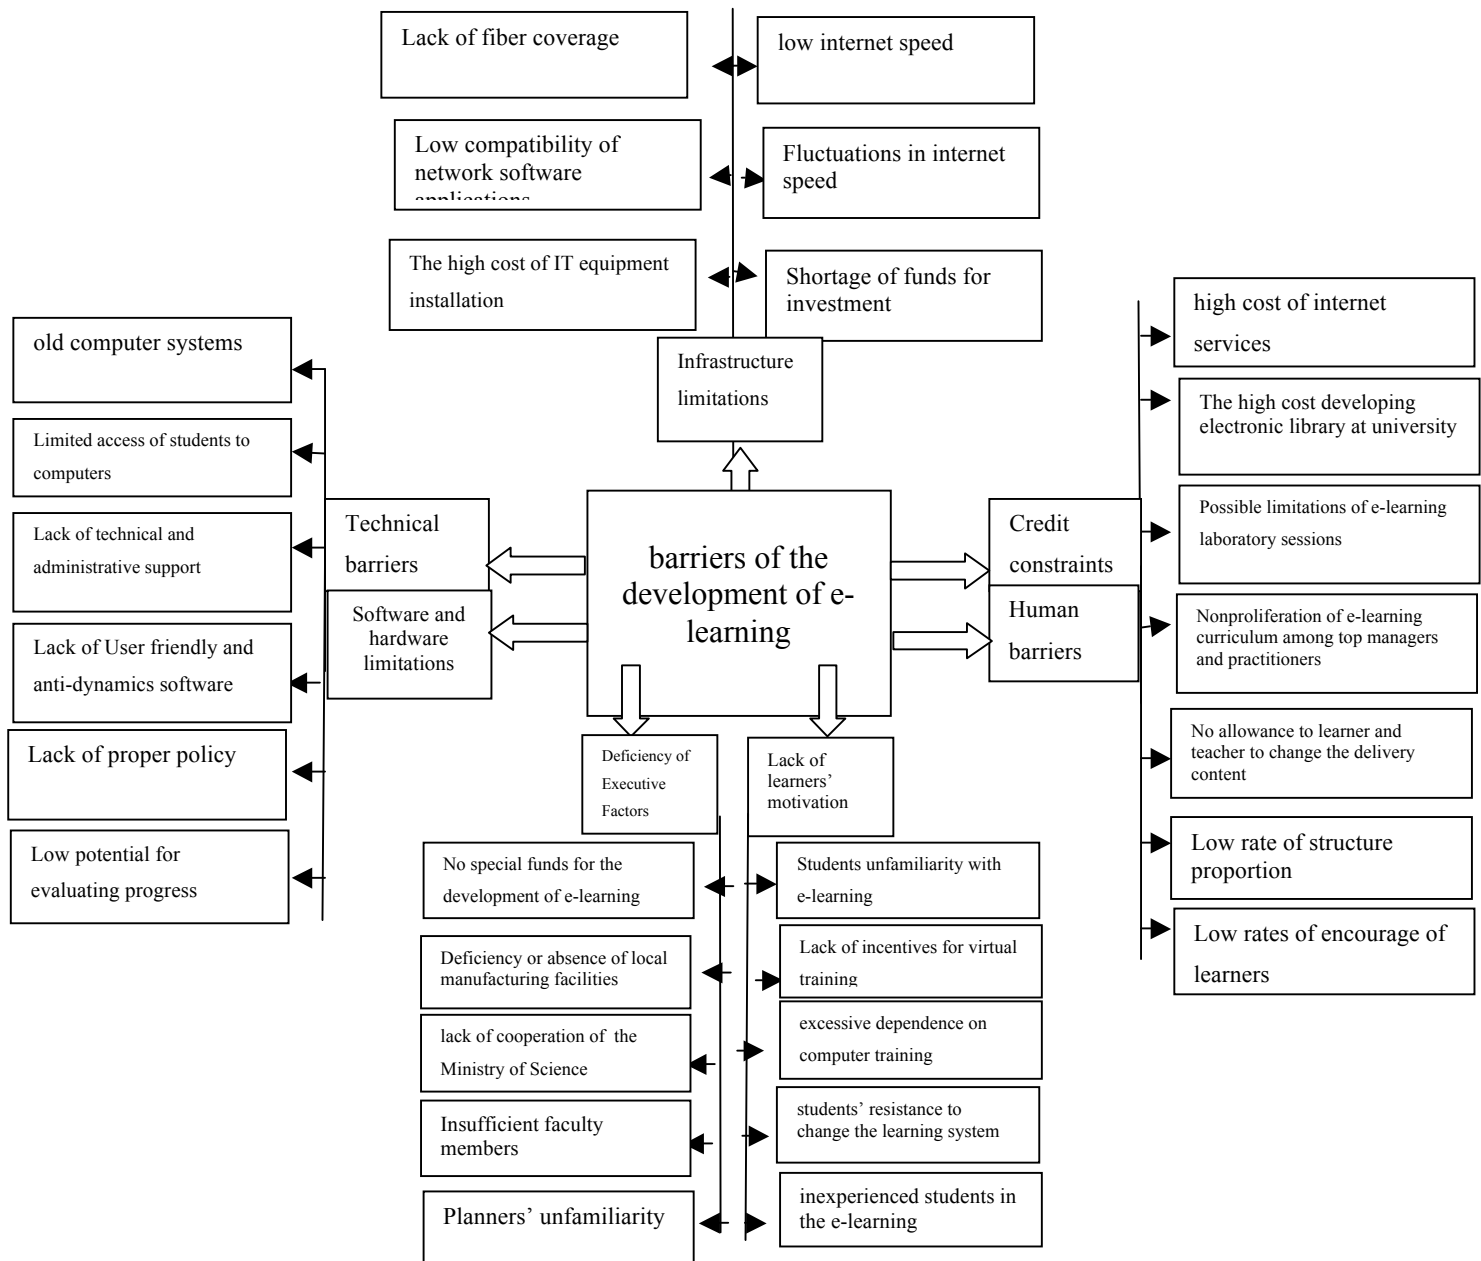 Lack of fiber coverage
low internet speed
Low compatibility of
network software
applications
Fluctuations in internet
speed
The high cost of IT equipment
installation
Shortage of funds for
investment
Infrastructure
limitations
old computer systems
Limited access of students to
computers
Lack of technical and
administrative support
Lack of User friendly and
anti-dynamics software
Lack of proper policy
Low potential for
evaluating progress
Technical
barriers
Software and
hardware
limitations
barriers of the
development of e-
learning
Credit
constraints
Human
barriers
high cost of internet
services
The high cost developing
electronic library at university
Possible limitations of e-learning
laboratory sessions
Nonproliferation of e-learning
curriculum among top managers
and practitioners
No allowance to learner and
teacher to change the delivery
content
Low rate of structure
proportion
Low rates of encourage of
learners
Deficiency of
Executive
Factors
Lack of
learners’
motivation
No special funds for the
development of e-learning
Deficiency or absence of local
manufacturing facilities
lack of cooperation of the
Ministry of Science
Insufficient faculty
members
Planners’ unfamiliarity
Students unfamiliarity with
e-learning
Lack of incentives for virtual
training
excessive dependence on
computer training
students’ resistance to
change the learning system
inexperienced students in
the e-learning